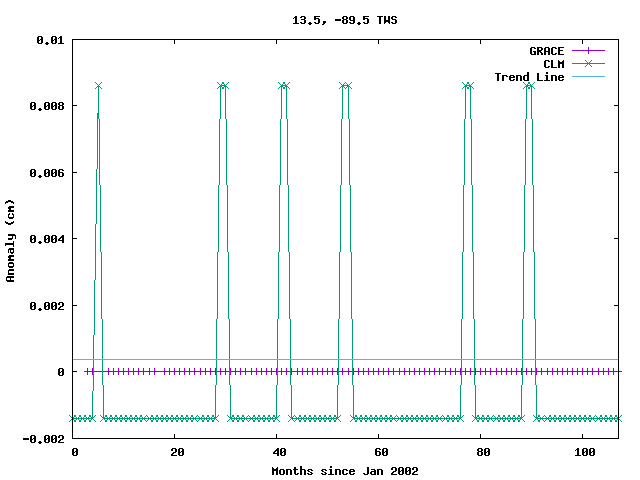 13.5, -89.5 TWS
GRACE
CLM
Trend Line
0.01
0.008
0.006
0.004
0.002
0
-0.002
Anomaly (cm)
0 20 40 60 80 100
Months since Jan 2002